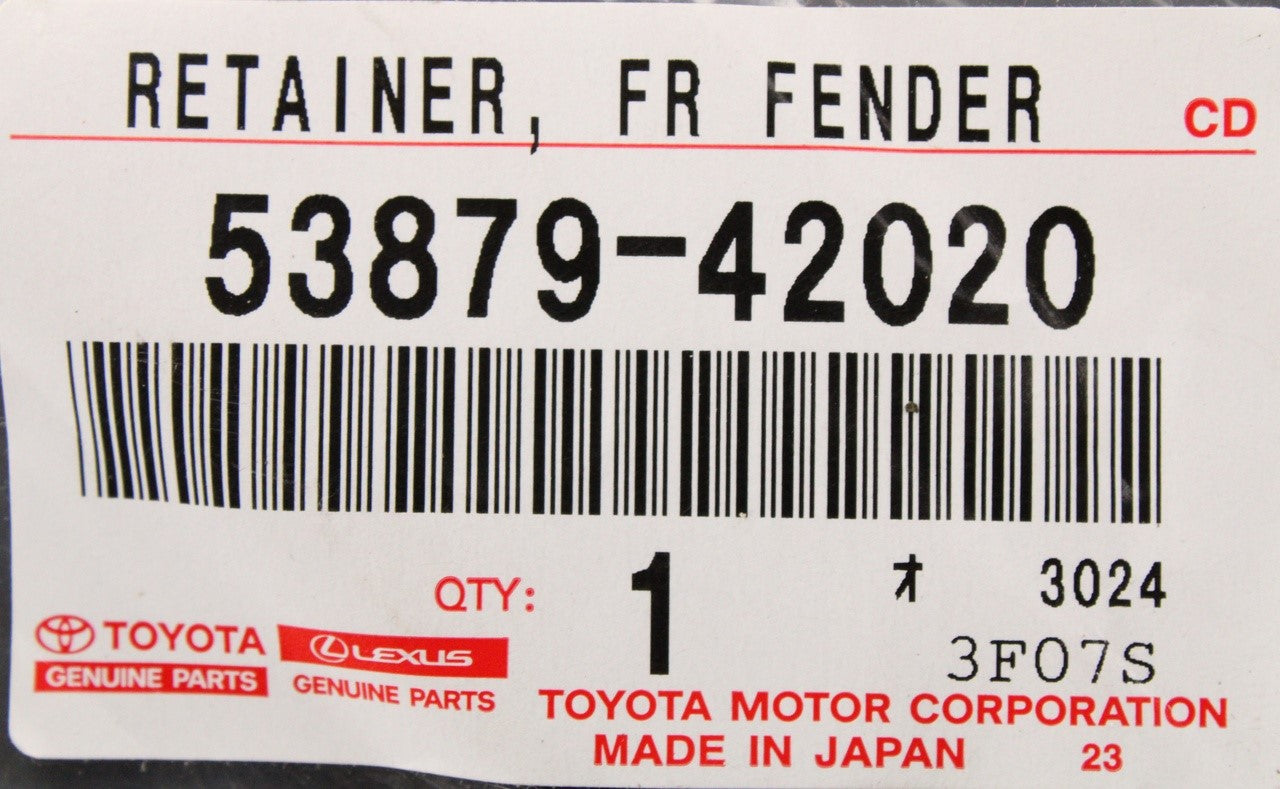 RETAINER, FR FENDER
CD
53879-42020
QTY: 1 オ 3024
3F07S
TOYOTA
GENUINE PARTS
LEXUS
GENUINE PARTS
TOYOTA MOTOR CORPORATION
MADE IN JAPAN 23